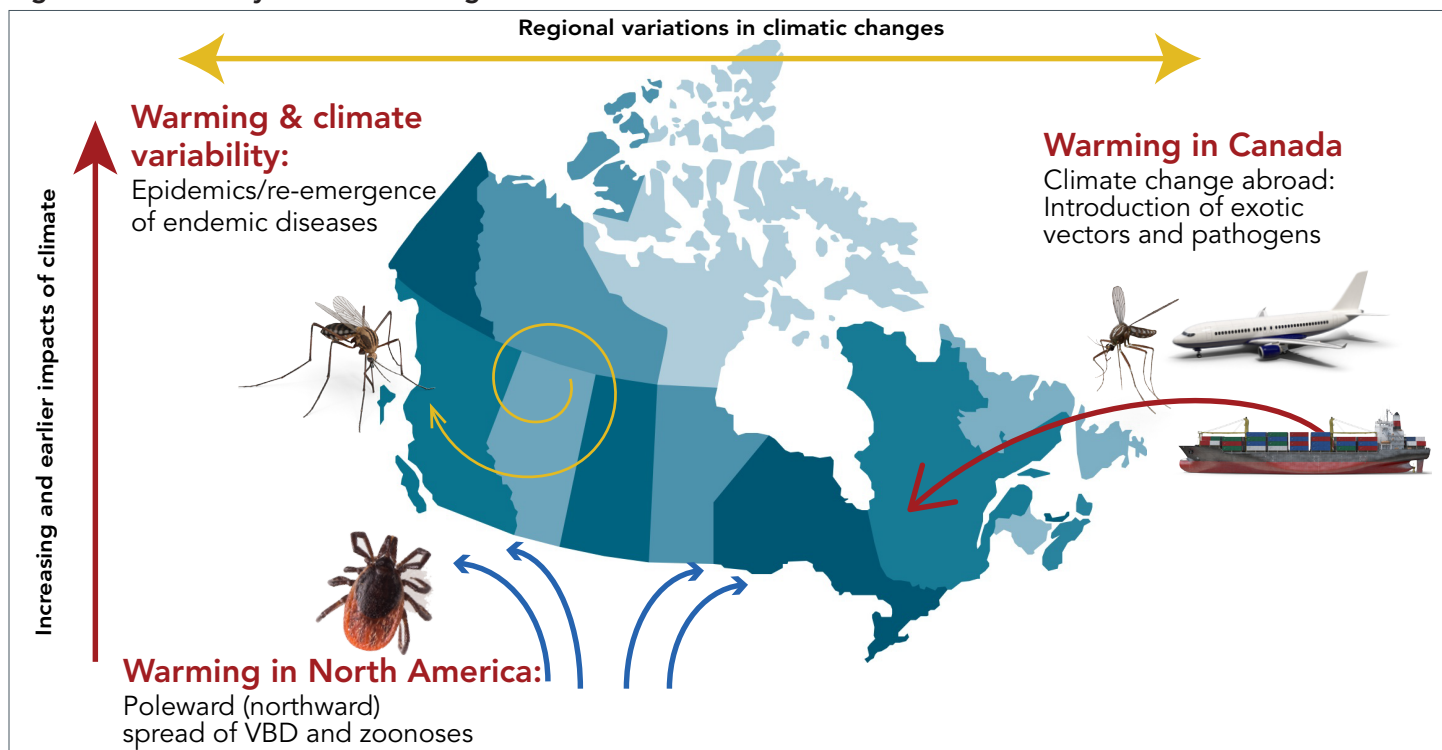 Regional variations in climatic changes
Warming & climate
variability:
Epidemics/re-emergence
of endemic diseases
Warming in Canada
Climate change abroad:
Introduction of exotic
vectors and pathogens
Increasing and earlier impacts of climate
Warming in North America:
Poleward (northward)
spread of VBD and zoonoses